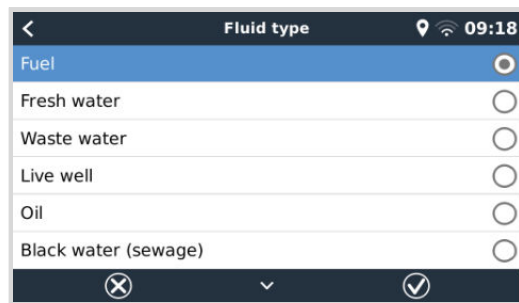 Fluid type 09:18
Fuel
Fresh water
Waste water
Live well
Oil
Black water (sewage)